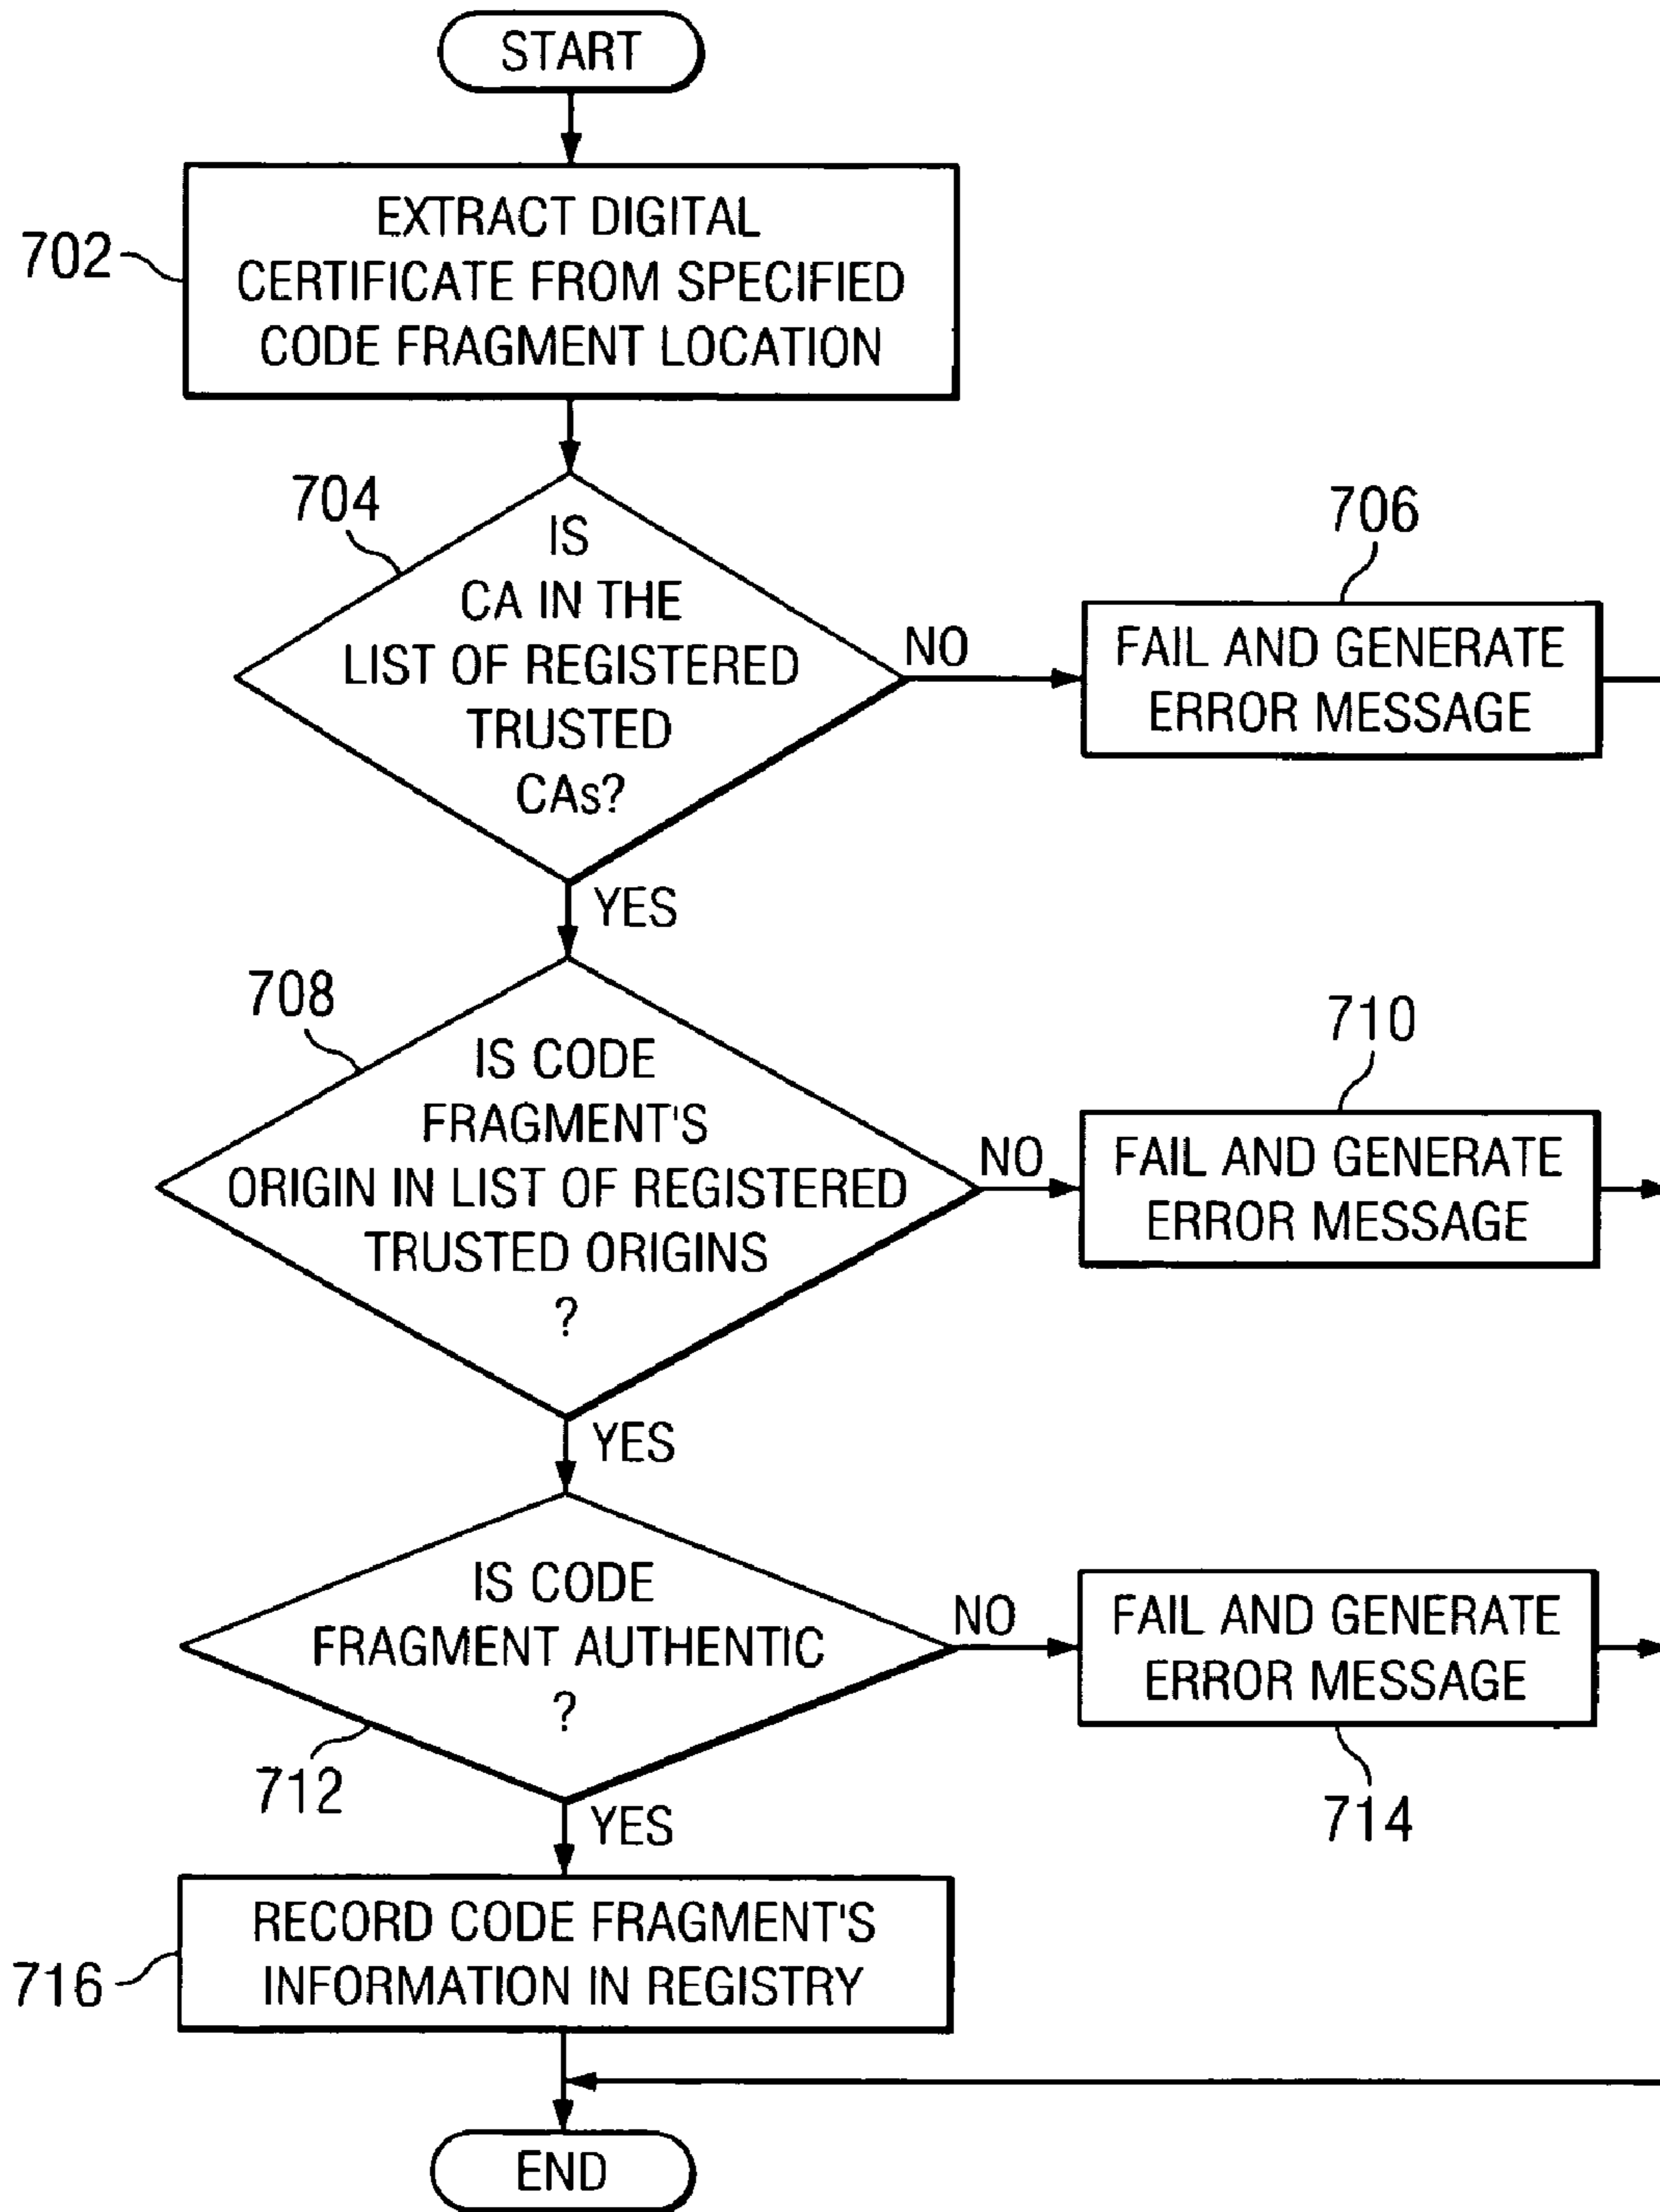 START
702
EXTRACT DIGITAL
CERTIFICATE FROM SPECIFIED
CODE FRAGMENT LOCATION
704
IS
CA IN THE
LIST OF REGISTERED
TRUSTED
CAs?
NO
706
FAIL AND GENERATE
ERROR MESSAGE
YES
708
IS CODE
FRAGMENT'S
ORIGIN IN LIST OF REGISTERED
TRUSTED ORIGINS
?
NO
710
FAIL AND GENERATE
ERROR MESSAGE
YES
IS CODE
FRAGMENT AUTHENTIC
?
712
NO
FAIL AND GENERATE
ERROR MESSAGE
714
YES
716
RECORD CODE FRAGMENT'S
INFORMATION IN REGISTRY
END